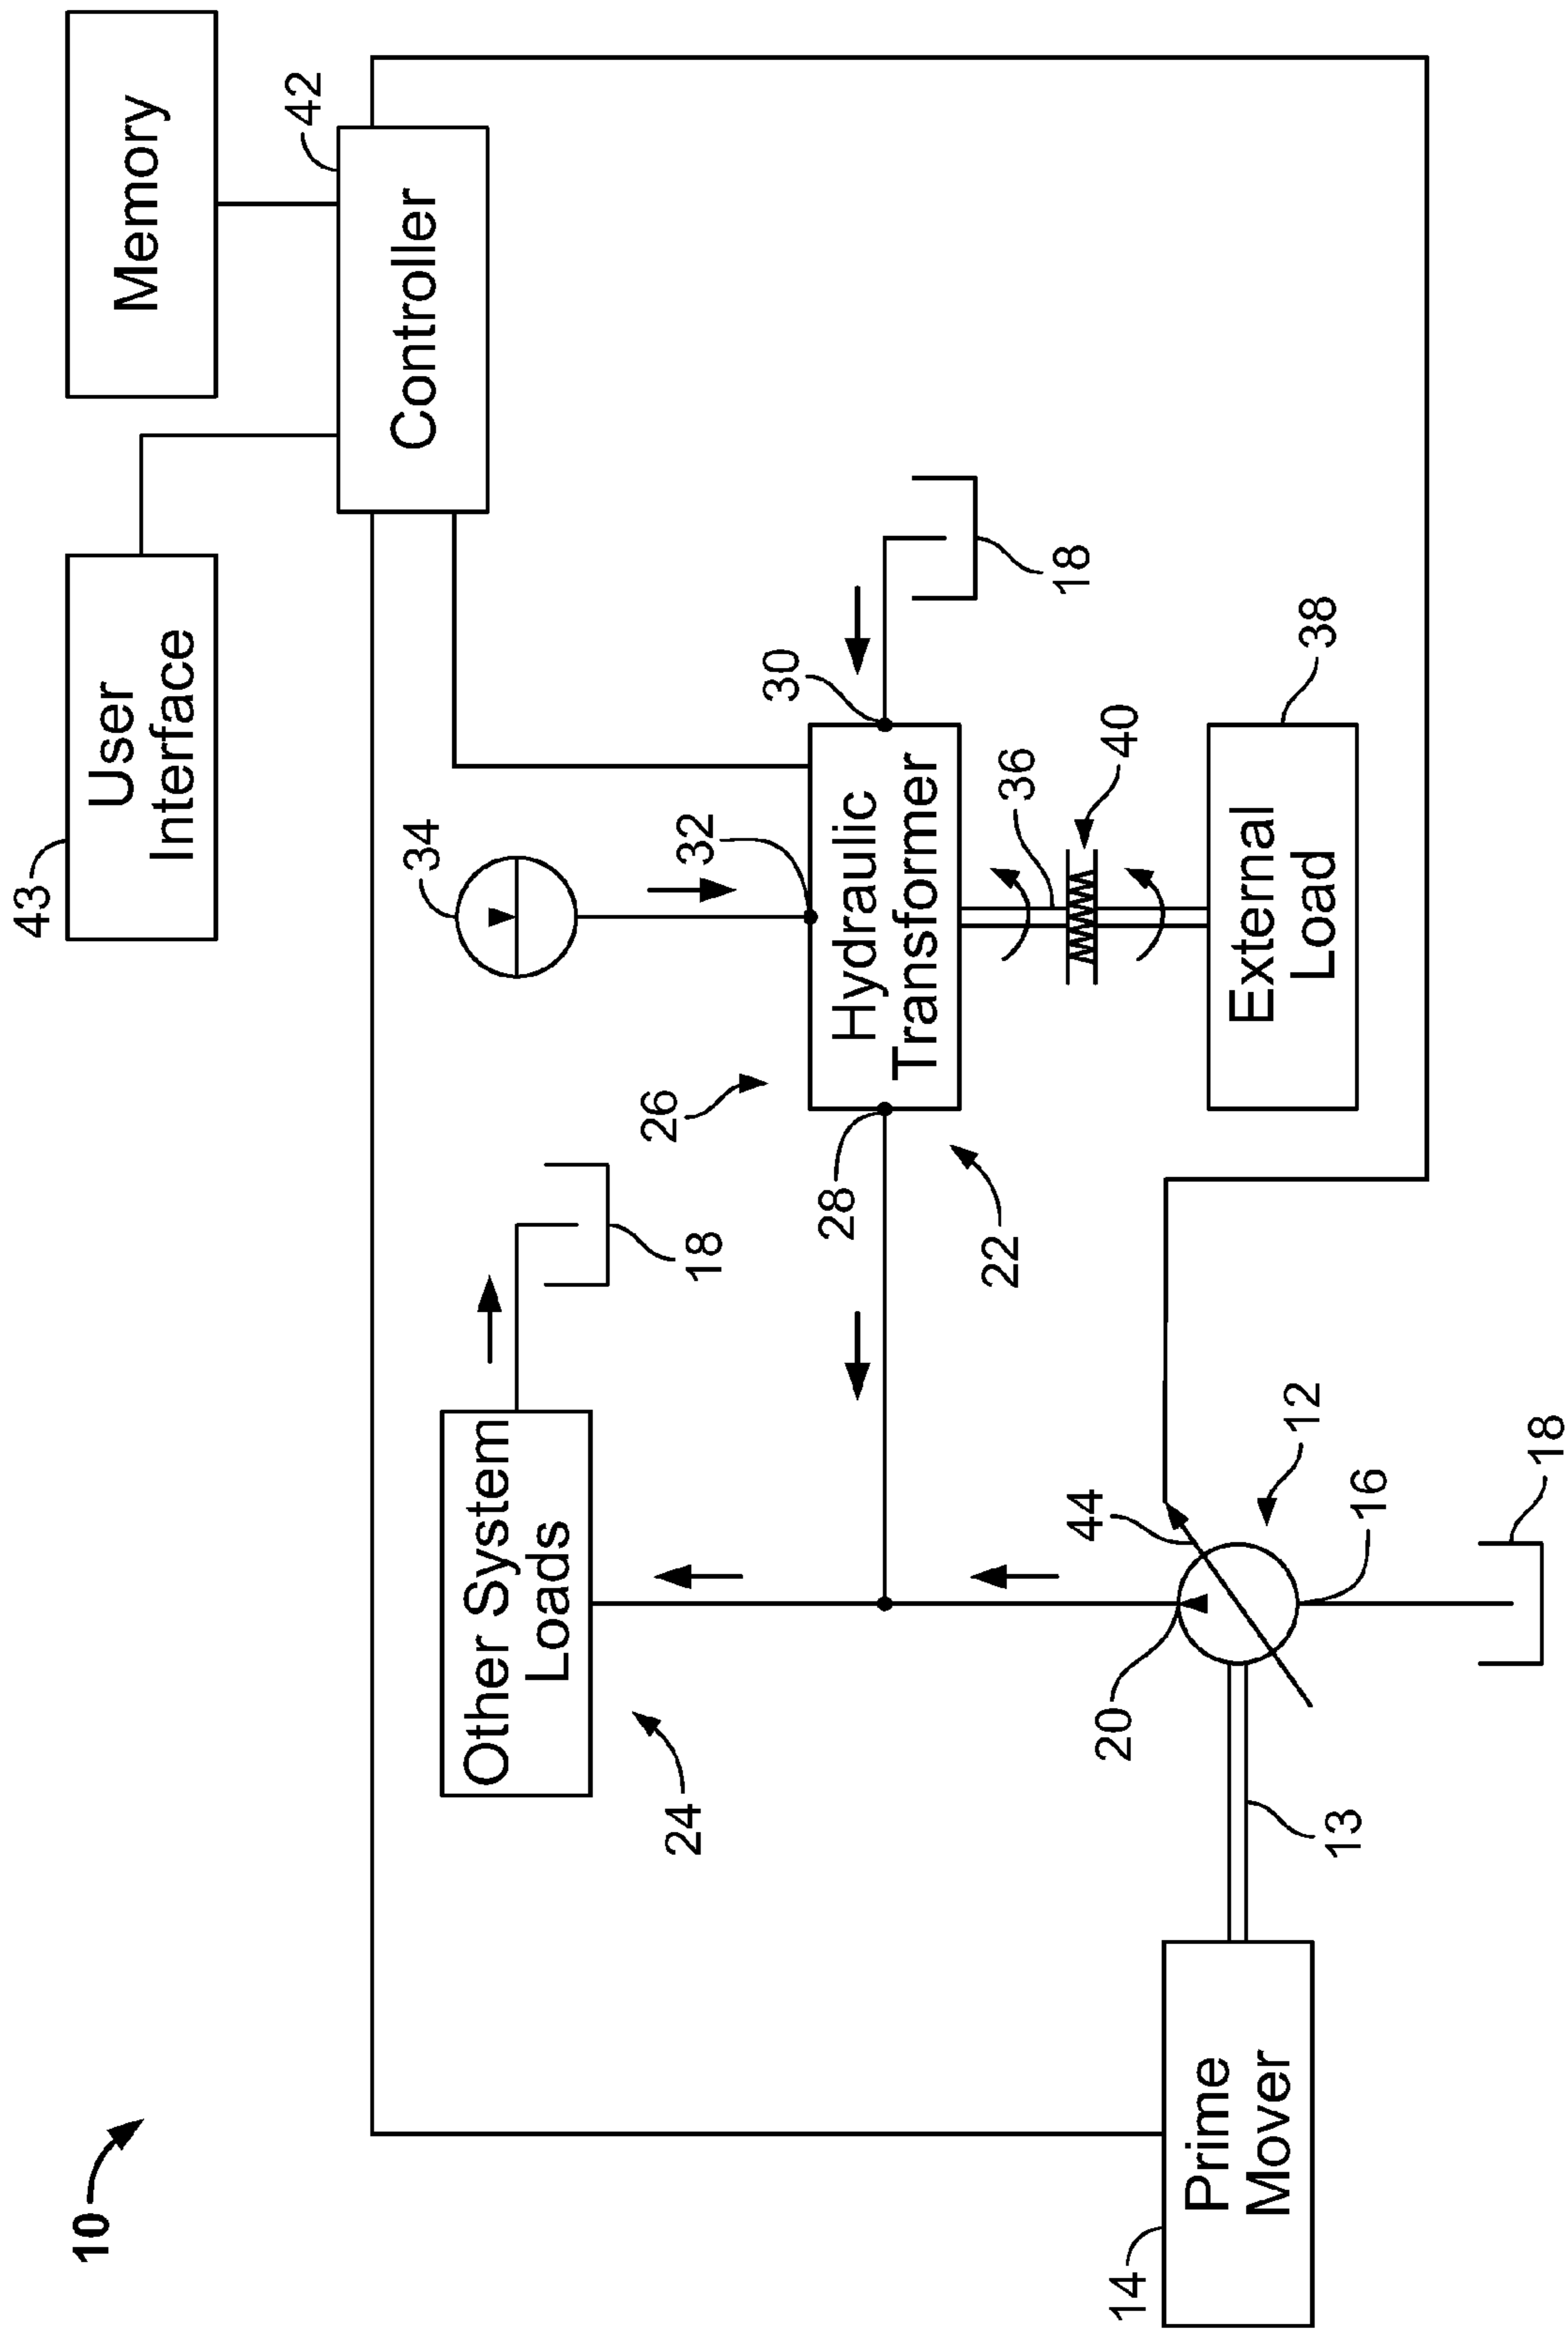 10
43
User
Interface
Memory
42
Controller
34
32
30
18
Hydraulic
Transformer
26
28
22
36
40
External
Load
38
Other System
Loads
18
24
44
12
20
16
18
13
14
Prime
Mover